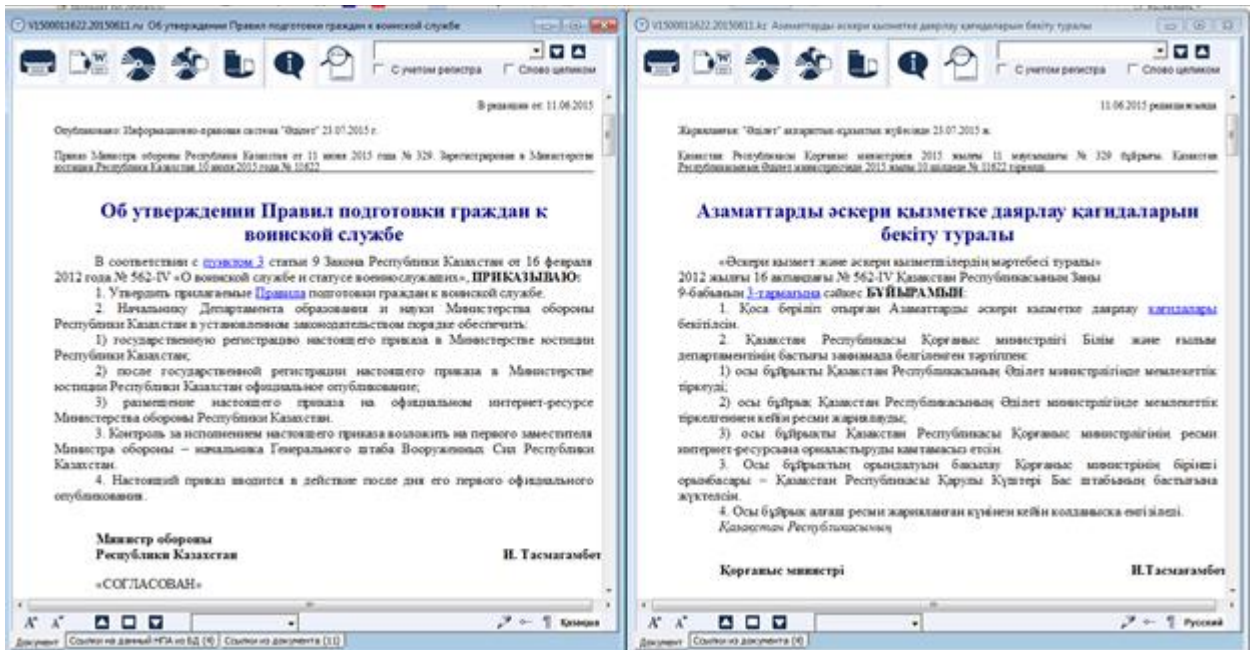 V1500011622.20150611.ru Об утверждении Правил подготовки граждан к воинской службе
С учетом регистра Слово целиком
В редакции от: 11.06.2015
Опубликовано: Информационно-правовая система "Әділет" 23.07.2015 г.
Приказ Министра обороны Республики Казахстан от 11 июня 2015 года № 329. Зарегистрирован в Министерстве
юстиции Республики Казахстан 10 июля 2015 года № 11622
Об утверждении Правил подготовки граждан к
воинской службе
В соответствии с пунктом 3 статьи 9 Закона Республики Казахстан от 16 февраля
2012 года № 562-IV «О воинской службе и статусе военнослужащих», ПРИКАЗЫВАЮ:
1. Утвердить прилагаемые Правила подготовки граждан к воинской службе.
2. Начальнику Департамента образования и науки Министерства обороны
Республики Казахстан в установленном законодательством порядке обеспечить:
1) государственную регистрацию настоящего приказа в Министерстве юстиции
Республики Казахстан;
2) после государственной регистрации настоящего приказа в Министерстве
юстиции Республики Казахстан официальное опубликование;
3) размещение настоящего приказа на официальном интернет-ресурсе
Министерства обороны Республики Казахстан.
3. Контроль за исполнением настоящего приказа возложить на первого заместителя
Министра обороны – начальника Генерального штаба Вооруженных Сил Республики
Казахстан.
4. Настоящий приказ вводится в действие после дня его первого официального
опубликования.
Министр обороны
Республики Казахстан И. Тасмагамбет
«СОГЛАСОВАН»
Казақша
Документ Ссылки на данный НПА из БД (4) Ссылки из документа (11)
V1500011622.20150611.kz Азаматтарды әскери қызметке даярлау қағидаларын бекіту туралы
С учетом регистра Слово целиком
11.06.2015 редакциясында
Жарияланған: "Әділет" ақпараттық-құқықтық жүйесінде 23.07.2015 ж.
Қазақстан Республикасы Қорғаныс министрінің 2015 жылғы 11 маусымдағы № 329 бұйрығы. Қазақстан
Республикасының Әділет министрлігінде 2015 жылы 10 шілдеде № 11622 тіркелді
Азаматтарды әскери қызметке даярлау қағидаларын
бекіту туралы
«Әскери қызмет және әскери қызметшілердің мәртебесі туралы»
2012 жылғы 16 ақпандағы № 562-IV Қазақстан Республикасының Заңы
9-бабының 3-тармағына сәйкес БҰЙЫРАМЫН:
1. Қоса беріліп отырған Азаматтарды әскери қызметке даярлау қағидалары
бекітілсін.
2. Қазақстан Республикасы Қорғаныс министрлігі Білім және ғылым
департаментінің бастығы заңнамада белгіленген тәртіппен:
1) осы бұйрықты Қазақстан Республикасының Әділет министрлігінде мемлекеттік
тіркеуді;
2) осы бұйрық Қазақстан Республикасының Әділет министрлігінде мемлекеттік
тіркелгеннен кейін ресми жариялауды;
3) осы бұйрықты Қазақстан Республикасы Қорғаныс министрлігінің ресми
интернет-ресурсына орналастыруды қамтамасыз етсін.
3. Осы бұйрықтың орындалуын бақылау Қорғаныс министрінің бірінші
орынбасары – Қазақстан Республикасы Қарулы Күштері Бас штабының бастығына
жүктелсін.
4. Осы бұйрық алғаш ресми жарияланған күнінен кейін қолданысқа енгізіледі.
Қазақстан Республикасының
Қорғаныс министрі И.Тасмагамбет
Русский
Документ Ссылки из документа (4)